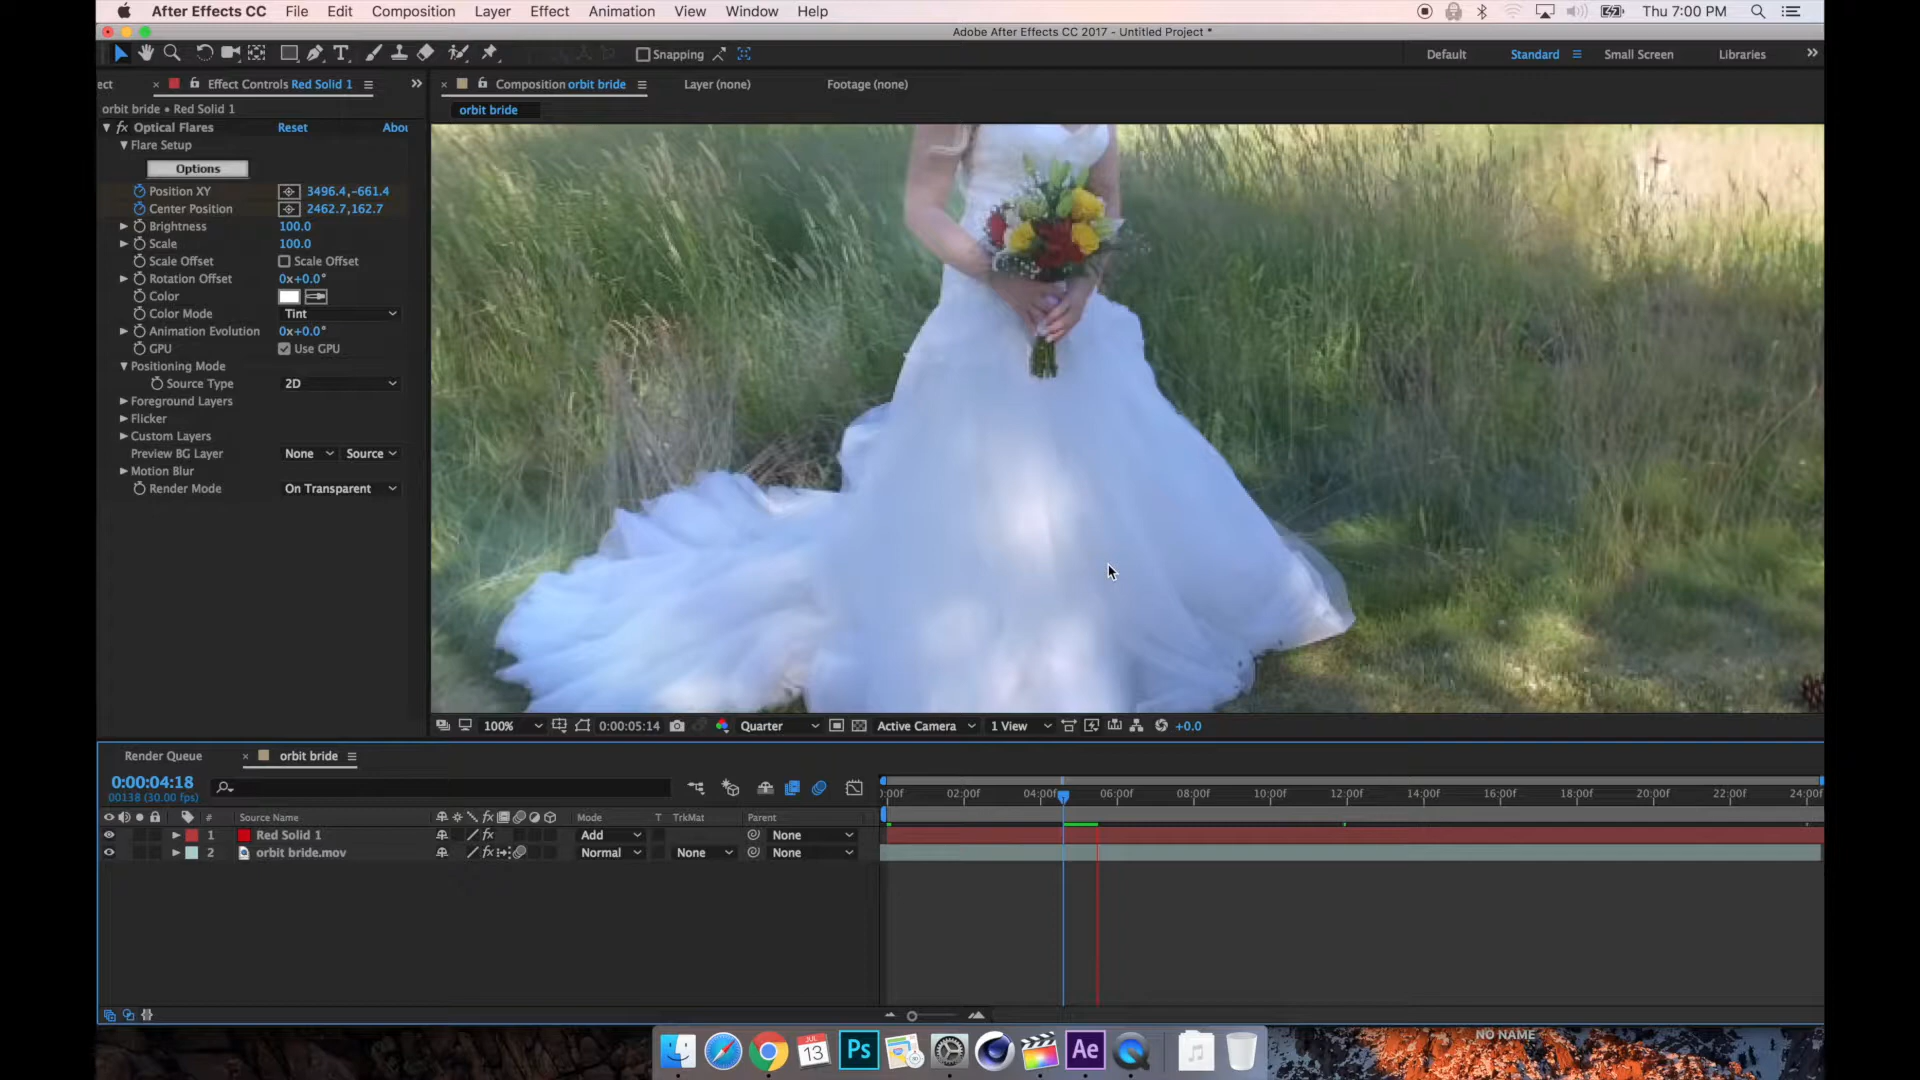 After Effects CC File Edit Composition Layer Effect Animation View Window Help Thu 7:00 PM
Adobe After Effects CC 2017 - Untitled Project *
Snapping Default Standard Small Screen Libraries
ect Effect Controls Red Solid 1 Composition orbit bride Layer (none) Footage (none)
orbit bride • Red Solid 1
orbit bride
fx Optical Flares Reset Abou
Flare Setup
Options
Position XY 3496.4,-661.4
Center Position 2462.7,162.7
Brightness 100.0
Scale 100.0
Scale Offset Scale Offset
Rotation Offset 0x+0.0°
Color
Color Mode Tint
Animation Evolution 0x+0.0°
GPU Use GPU
Positioning Mode
Source Type 2D
Foreground Layers
Flicker
Custom Layers
Preview BG Layer None Source
Motion Blur
Render Mode On Transparent
100% 0:00:05:14 Quarter Active Camera 1 View +0.0
Render Queue orbit bride
0:00:04:18
00138 (30.00 fps)
:00f 02:00f 04:00f 06:00f 08:00f 10:00f 12:00f 14:00f 16:00f 18:00f 20:00f 22:00f 24:00f
# Source Name fx Mode T TrkMat Parent
1 Red Solid 1 fx Add None
2 orbit bride.mov fx Normal None None
JUL
13
Ps
Ae
NO NAME